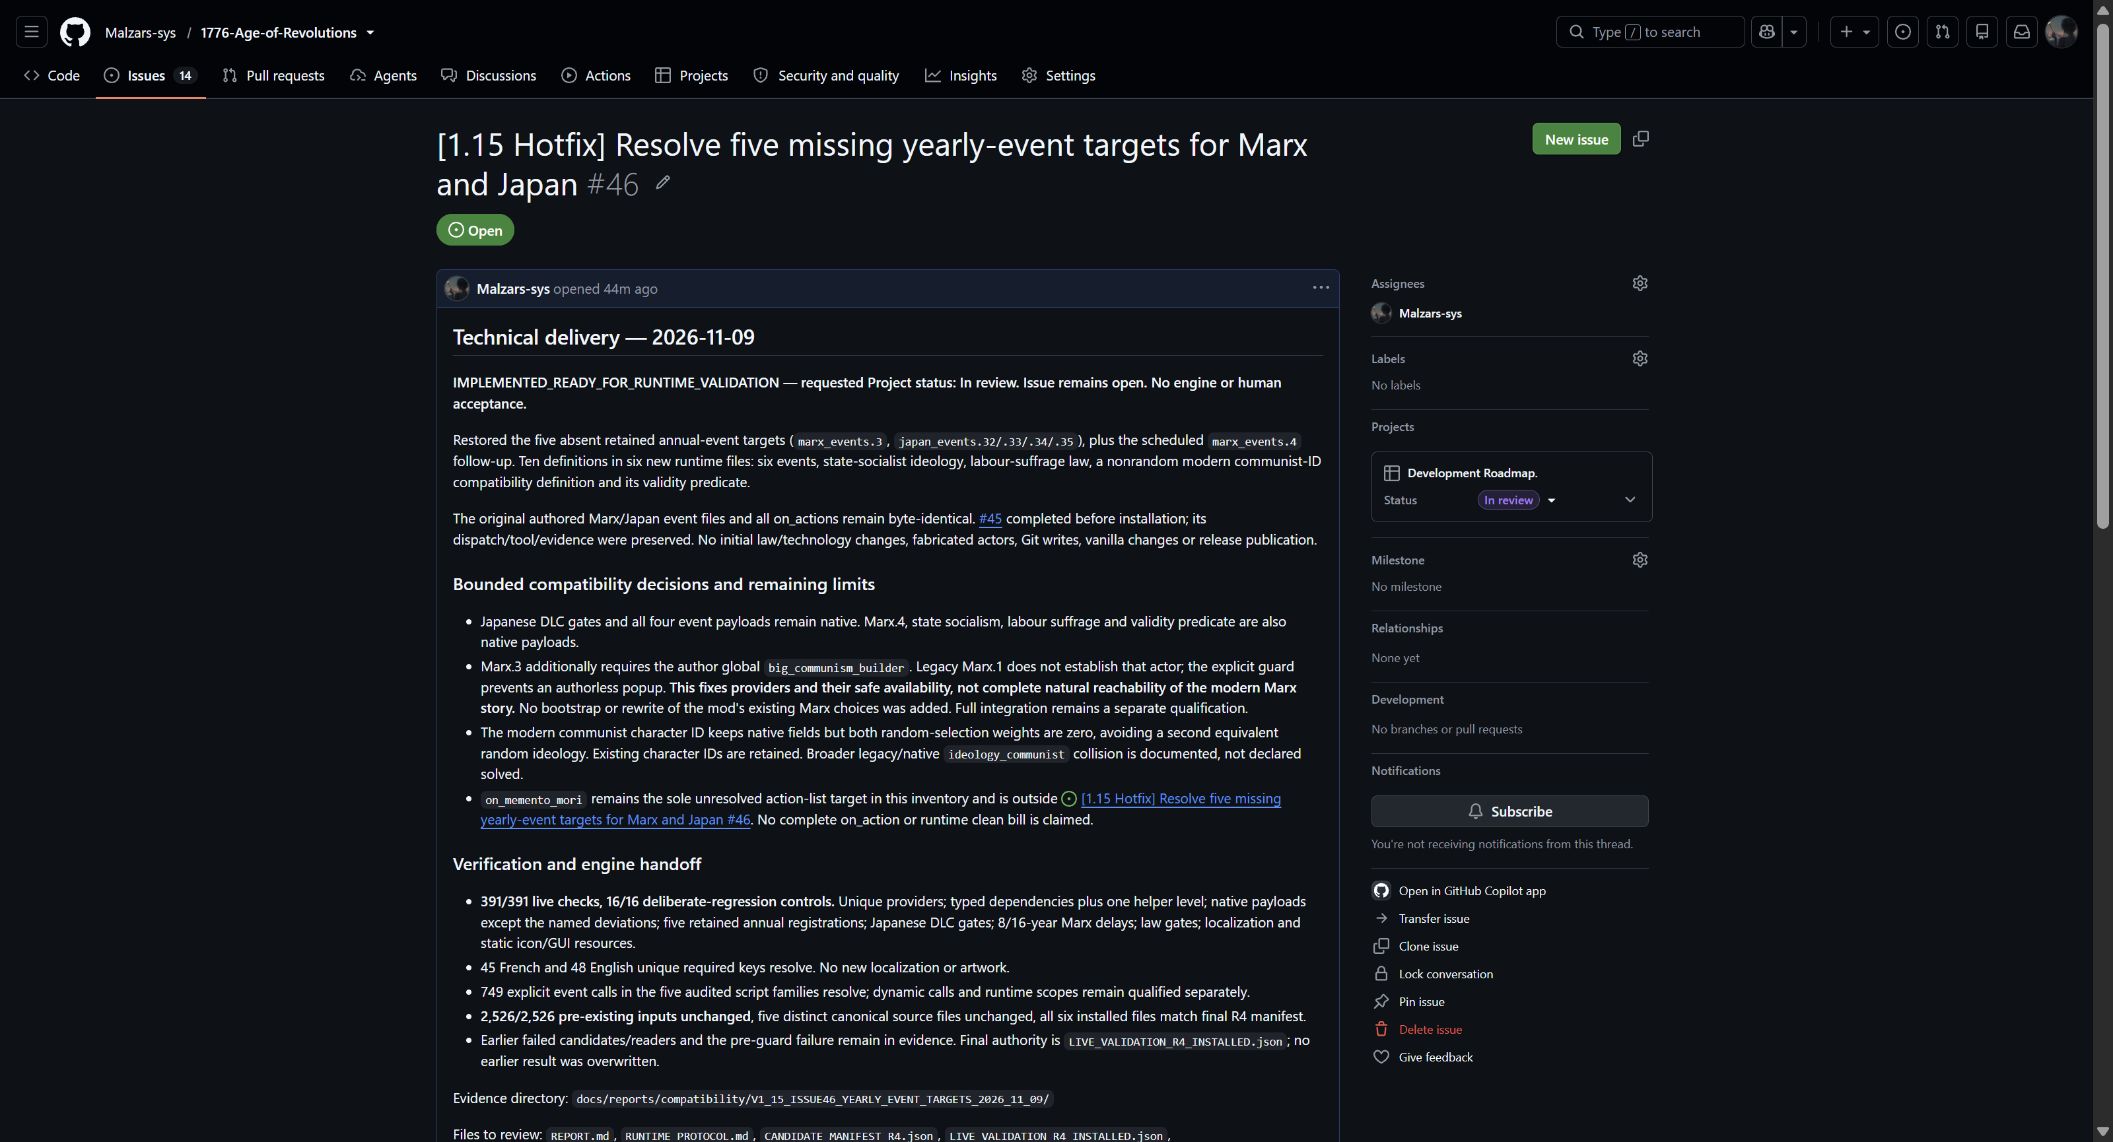 Malzars-sys / 1776-Age-of-Revolutions
Type / to search
Code
Issues 14
Pull requests
Agents
Discussions
Actions
Projects
Security and quality
Insights
Settings
[1.15 Hotfix] Resolve five missing yearly-event targets for Marx
and Japan #46
New issue
Open
Malzars-sys opened 44m ago
Technical delivery — 2026-11-09
IMPLEMENTED_READY_FOR_RUNTIME_VALIDATION — requested Project status: In review. Issue remains open. No engine or human
acceptance.
Restored the five absent retained annual-event targets ( marx_events.3 , japan_events.32/.33/.34/.35 ), plus the scheduled marx_events.4
follow-up. Ten definitions in six new runtime files: six events, state-socialist ideology, labour-suffrage law, a nonrandom modern communist-ID
compatibility definition and its validity predicate.
The original authored Marx/Japan event files and all on_actions remain byte-identical. #45 completed before installation; its
dispatch/tool/evidence were preserved. No initial law/technology changes, fabricated actors, Git writes, vanilla changes or release publication.
Bounded compatibility decisions and remaining limits
• Japanese DLC gates and all four event payloads remain native. Marx.4, state socialism, labour suffrage and validity predicate are also
native payloads.
• Marx.3 additionally requires the author global big_communism_builder . Legacy Marx.1 does not establish that actor; the explicit guard
prevents an authorless popup. This fixes providers and their safe availability, not complete natural reachability of the modern Marx
story. No bootstrap or rewrite of the mod's existing Marx choices was added. Full integration remains a separate qualification.
• The modern communist character ID keeps native fields but both random-selection weights are zero, avoiding a second equivalent
random ideology. Existing character IDs are retained. Broader legacy/native ideology_communist collision is documented, not declared
solved.
• on_memento_mori remains the sole unresolved action-list target in this inventory and is outside [1.15 Hotfix] Resolve five missing
yearly-event targets for Marx and Japan #46. No complete on_action or runtime clean bill is claimed.
Verification and engine handoff
• 391/391 live checks, 16/16 deliberate-regression controls. Unique providers; typed dependencies plus one helper level; native payloads
except the named deviations; five retained annual registrations; Japanese DLC gates; 8/16-year Marx delays; law gates; localization and
static icon/GUI resources.
• 45 French and 48 English unique required keys resolve. No new localization or artwork.
• 749 explicit event calls in the five audited script families resolve; dynamic calls and runtime scopes remain qualified separately.
• 2,526/2,526 pre-existing inputs unchanged, five distinct canonical source files unchanged, all six installed files match final R4 manifest.
• Earlier failed candidates/readers and the pre-guard failure remain in evidence. Final authority is LIVE_VALIDATION_R4_INSTALLED.json ; no
earlier result was overwritten.
Evidence directory: docs/reports/compatibility/V1_15_ISSUE46_YEARLY_EVENT_TARGETS_2026_11_09/
Files to review: REPORT.md , RUNTIME_PROTOCOL.md , CANDIDATE_MANIFEST_R4.json , LIVE_VALIDATION_R4_INSTALLED.json ,
Assignees
Malzars-sys
Labels
No labels
Projects
Development Roadmap.
Status In review
Milestone
No milestone
Relationships
None yet
Development
No branches or pull requests
Notifications
Subscribe
You're not receiving notifications from this thread.
Open in GitHub Copilot app
Transfer issue
Clone issue
Lock conversation
Pin issue
Delete issue
Give feedback